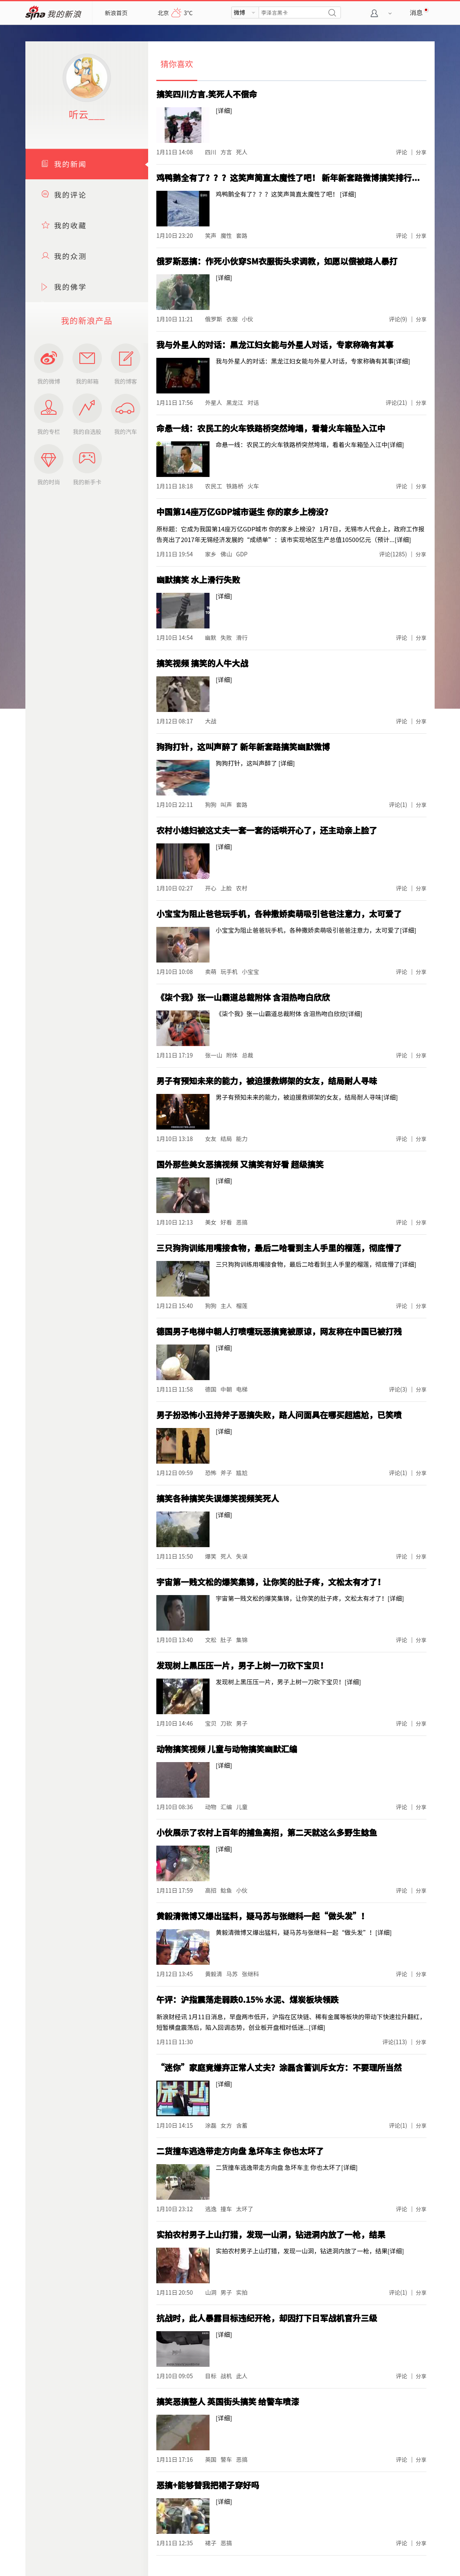 sina 我的新浪
新浪首页
北京 3℃
微博
李泽言黑卡
消息
听云___
我的新闻
我的评论
我的收藏
我的众测
我的佛学
我的新浪产品
我的微博 我的邮箱 我的博客
我的专栏 我的自选股 我的汽车
我的时尚 我的新手卡
猜你喜欢
搞笑四川方言.笑死人不偿命
[详细]
1月11日 14:08 四川 方言 死人 评论 | 分享
鸡鸭鹅全有了？？？这笑声简直太魔性了吧！ 新年新套路微博搞笑排行...
鸡鸭鹅全有了？？？这笑声简直太魔性了吧！ [详细]
1月10日 23:20 笑声 魔性 套路 评论 | 分享
俄罗斯恶搞：作死小伙穿SM衣服街头求调教，如愿以偿被路人暴打
[详细]
1月10日 11:21 俄罗斯 衣服 小伙 评论(9) | 分享
我与外星人的对话：黑龙江妇女能与外星人对话，专家称确有其事
我与外星人的对话：黑龙江妇女能与外星人对话，专家称确有其事[详细]
1月11日 17:56 外星人 黑龙江 对话 评论(21) | 分享
命悬一线：农民工的火车铁路桥突然垮塌，看着火车箱坠入江中
命悬一线：农民工的火车铁路桥突然垮塌，看着火车箱坠入江中[详细]
1月11日 18:18 农民工 铁路桥 火车 评论 | 分享
中国第14座万亿GDP城市诞生 你的家乡上榜没?
原标题：它成为我国第14座万亿GDP城市 你的家乡上榜没？ 1月7日，无锡市人代会上，政府工作报
告亮出了2017年无锡经济发展的“成绩单”：该市实现地区生产总值10500亿元（预计...[详细]
1月11日 19:54 家乡 佛山 GDP 评论(1285) | 分享
幽默搞笑 水上滑行失败
[详细]
1月10日 14:54 幽默 失败 滑行 评论 | 分享
搞笑视频 搞笑的人牛大战
[详细]
1月12日 08:17 大战 评论 | 分享
狗狗打针，这叫声醉了 新年新套路搞笑幽默微博
狗狗打针，这叫声醉了 [详细]
1月10日 22:11 狗狗 叫声 套路 评论(1) | 分享
农村小媳妇被这丈夫一套一套的话哄开心了，还主动亲上脸了
[详细]
1月10日 02:27 开心 上脸 农村 评论 | 分享
小宝宝为阻止爸爸玩手机，各种撒娇卖萌吸引爸爸注意力，太可爱了
小宝宝为阻止爸爸玩手机，各种撒娇卖萌吸引爸爸注意力，太可爱了[详细]
1月10日 10:08 卖萌 玩手机 小宝宝 评论 | 分享
《柒个我》张一山霸道总裁附体 含泪热吻白欣欣
《柒个我》张一山霸道总裁附体 含泪热吻白欣欣[详细]
1月11日 17:19 张一山 附体 总裁 评论 | 分享
男子有预知未来的能力，被迫援救绑架的女友，结局耐人寻味
男子有预知未来的能力，被迫援救绑架的女友，结局耐人寻味[详细]
1月10日 13:18 女友 结局 能力 评论 | 分享
国外那些美女恶搞视频 又搞笑有好看 超级搞笑
[详细]
1月10日 12:13 美女 好看 恶搞 评论 | 分享
三只狗狗训练用嘴接食物，最后二哈看到主人手里的榴莲，彻底懵了
三只狗狗训练用嘴接食物，最后二哈看到主人手里的榴莲，彻底懵了[详细]
1月12日 15:40 狗狗 主人 榴莲 评论 | 分享
德国男子电梯中朝人打喷嚏玩恶搞竟被原谅，网友称在中国已被打残
[详细]
1月11日 11:58 德国 中朝 电梯 评论(3) | 分享
男子扮恐怖小丑持斧子恶搞失败，路人问面具在哪买超尴尬，已笑喷
[详细]
1月12日 09:59 恐怖 斧子 尴尬 评论(1) | 分享
搞笑各种搞笑失误爆笑视频笑死人
[详细]
1月11日 15:50 爆笑 死人 失误 评论 | 分享
宇宙第一贱文松的爆笑集锦，让你笑的肚子疼，文松太有才了！
宇宙第一贱文松的爆笑集锦，让你笑的肚子疼，文松太有才了！[详细]
1月10日 13:40 文松 肚子 集锦 评论 | 分享
发现树上黑压压一片，男子上树一刀砍下宝贝！
发现树上黑压压一片，男子上树一刀砍下宝贝！[详细]
1月10日 14:46 宝贝 刀砍 男子 评论 | 分享
动物搞笑视频 儿童与动物搞笑幽默汇编
[详细]
1月10日 08:36 动物 汇编 儿童 评论 | 分享
小伙展示了农村上百年的捕鱼高招，第二天就这么多野生鲶鱼
[详细]
1月11日 17:59 高招 鲶鱼 小伙 评论 | 分享
黄毅清微博又爆出猛料，疑马苏与张继科一起“做头发”！
黄毅清微博又爆出猛料，疑马苏与张继科一起“做头发”！[详细]
1月12日 13:45 黄毅清 马苏 张继科 评论 | 分享
午评：沪指震荡走弱跌0.15% 水泥、煤炭板块领跌
新浪财经讯 1月11日消息，早盘两市低开，沪指在区块链、稀有金属等板块的带动下快速拉升翻红，
短暂横盘震荡后，陷入回调态势，创业板开盘相对低迷...[详细]
1月11日 11:30 评论(113) | 分享
“迷你”家庭竟嫌弃正常人丈夫？涂磊含蓄训斥女方：不要理所当然
[详细]
1月10日 14:15 涂磊 女方 含蓄 评论(1) | 分享
二货撞车逃逸带走方向盘 急坏车主 你也太坏了
二货撞车逃逸带走方向盘 急坏车主 你也太坏了[详细]
1月10日 23:12 逃逸 撞车 太坏了 评论 | 分享
实拍农村男子上山打猎，发现一山洞，钻进洞内放了一枪，结果
实拍农村男子上山打猎，发现一山洞，钻进洞内放了一枪，结果[详细]
1月11日 20:50 山洞 男子 实拍 评论(1) | 分享
抗战时，此人暴露目标违纪开枪，却因打下日军战机官升三级
[详细]
1月10日 09:05 目标 战机 此人 评论 | 分享
搞笑恶搞整人 英国街头搞笑 给警车喷漆
[详细]
1月11日 17:16 英国 警车 恶搞 评论 | 分享
恶搞+能够替我把裙子穿好吗
[详细]
1月11日 12:35 裙子 恶搞 评论 | 分享